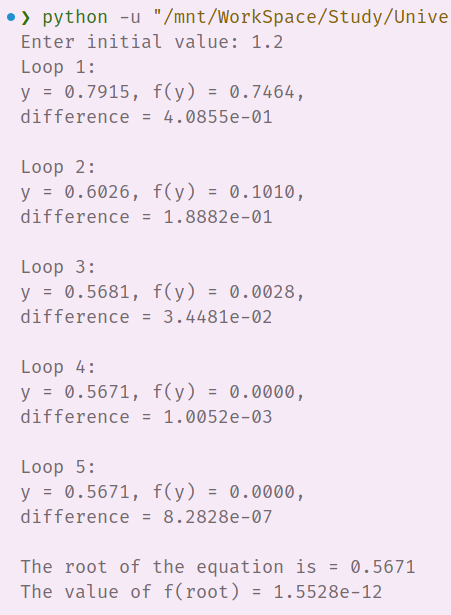 ● ❯ python -u "/mnt/WorkSpace/Study/Unive
Enter initial value: 1.2
Loop 1:
y = 0.7915, f(y) = 0.7464,
difference = 4.0855e-01
Loop 2:
y = 0.6026, f(y) = 0.1010,
difference = 1.8882e-01
Loop 3:
y = 0.5681, f(y) = 0.0028,
difference = 3.4481e-02
Loop 4:
y = 0.5671, f(y) = 0.0000,
difference = 1.0052e-03
Loop 5:
y = 0.5671, f(y) = 0.0000,
difference = 8.2828e-07
The root of the equation is = 0.5671
The value of f(root) = 1.5528e-12